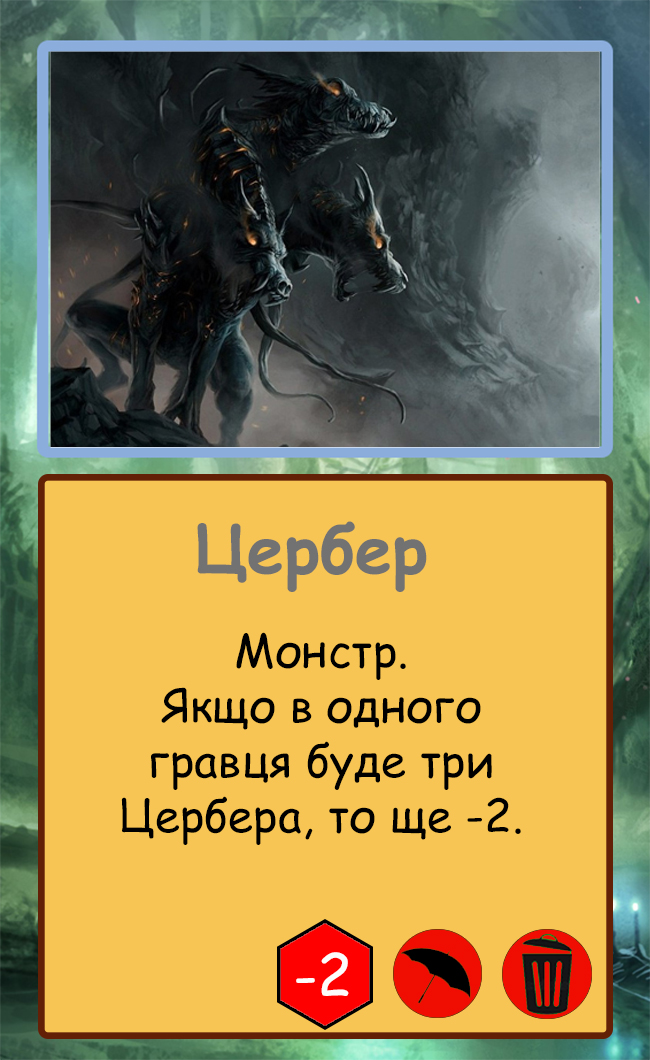 Цербер
Монстр.
Якщо в одного
гравця буде три
Цербера, то ще -2.
-2